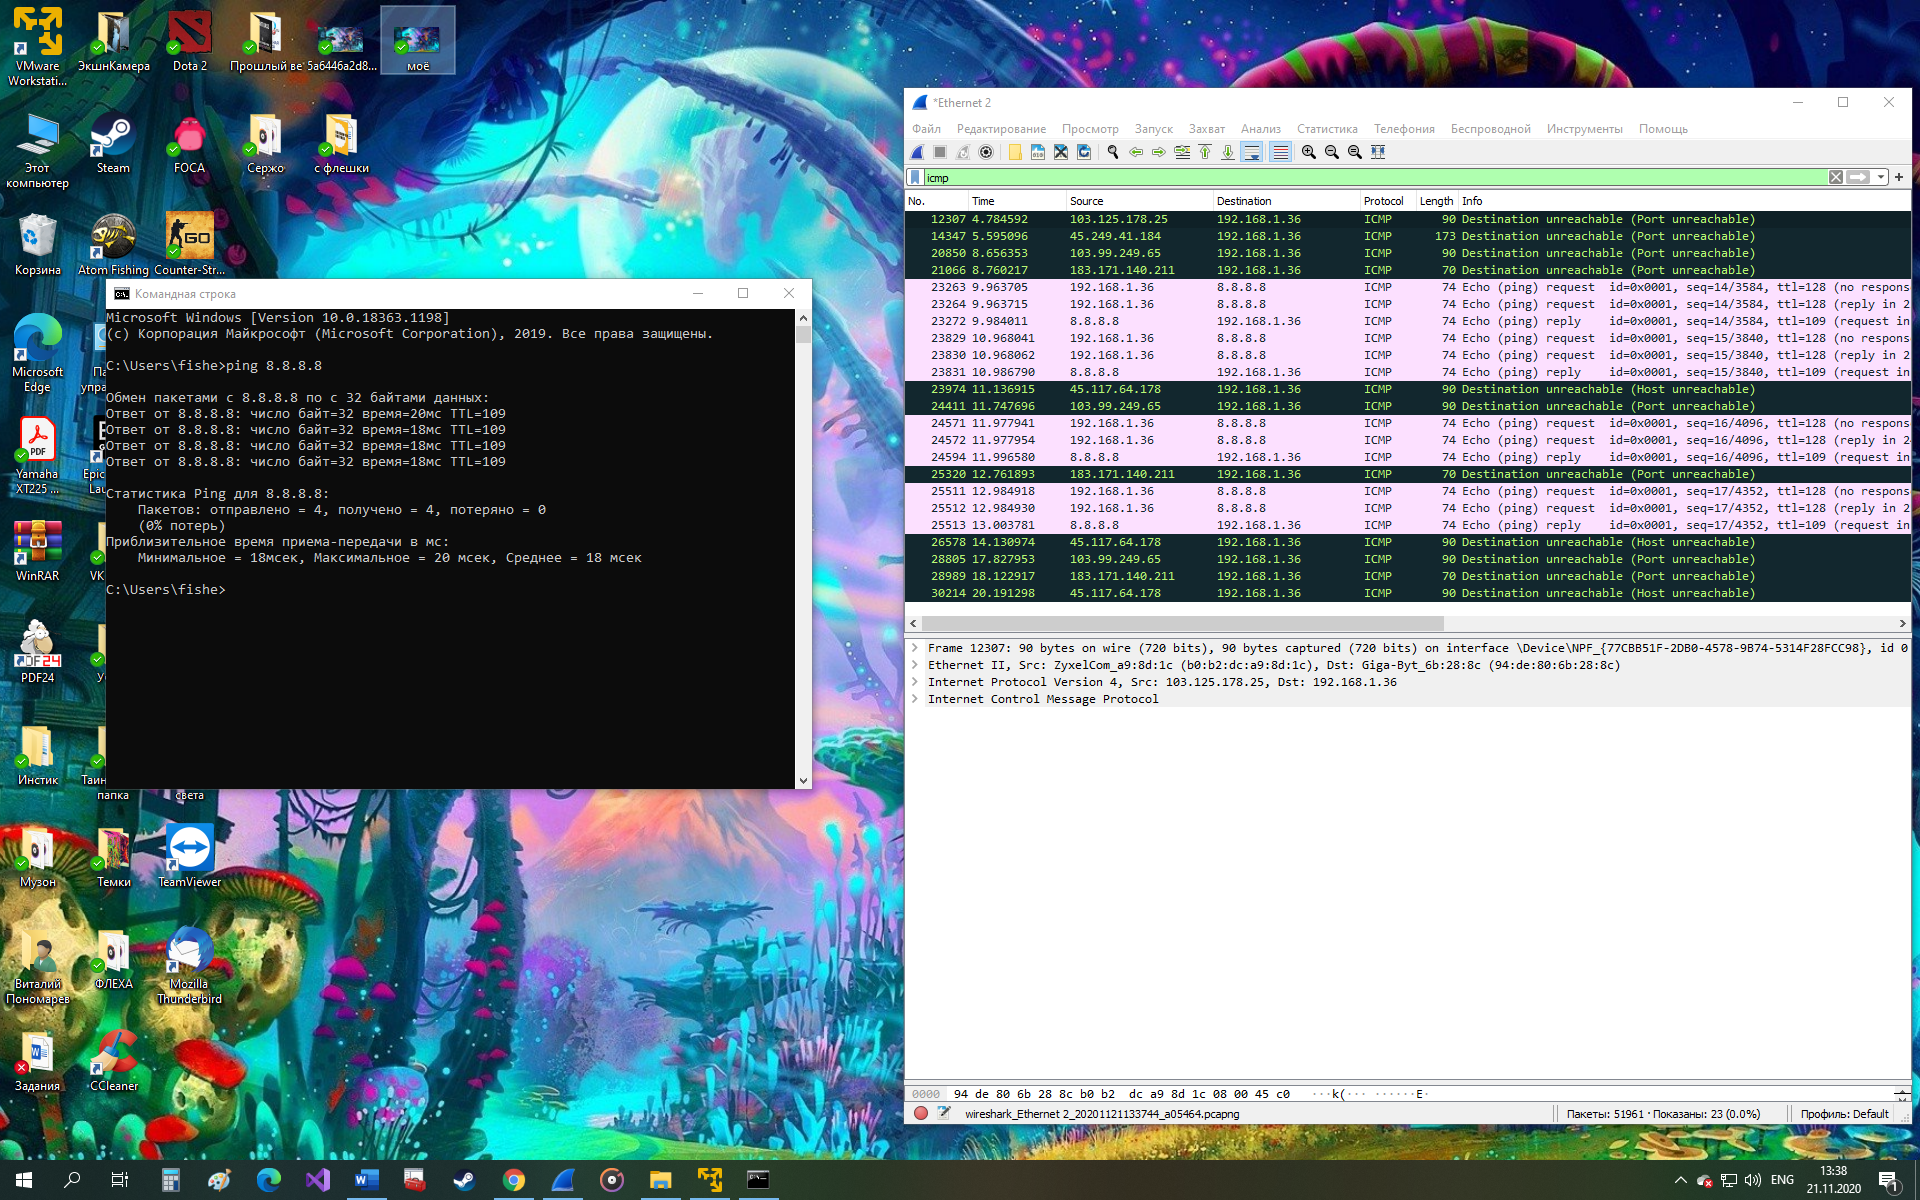 VMware Workstati...
ЭкшнКамера
Dota 2
Прошлый ве
5a6446a2d8...
моё
Этот компьютер
Steam
FOCA
Сержо
с флешки
Корзина
Atom Fishing
Counter-Str...
Microsoft Edge
Yamaha XT225 ...
WinRAR
PDF24
Инстик
папка
света
Музон
Темки
TeamViewer
Виталий Пономарев
ФЛЕХА
Mozilla Thunderbird
Задания
CCleaner
Командная строка
Microsoft Windows [Version 10.0.18363.1198]
(c) Корпорация Майкрософт (Microsoft Corporation), 2019. Все права защищены.
C:\Users\fishe>ping 8.8.8.8
Обмен пакетами с 8.8.8.8 по с 32 байтами данных:
Ответ от 8.8.8.8: число байт=32 время=20мс TTL=109
Ответ от 8.8.8.8: число байт=32 время=18мс TTL=109
Ответ от 8.8.8.8: число байт=32 время=18мс TTL=109
Ответ от 8.8.8.8: число байт=32 время=18мс TTL=109
Статистика Ping для 8.8.8.8:
Пакетов: отправлено = 4, получено = 4, потеряно = 0
(0% потерь)
Приблизительное время приема-передачи в мс:
Минимальное = 18мсек, Максимальное = 20 мсек, Среднее = 18 мсек
C:\Users\fishe>
*Ethernet 2
Файл Редактирование Просмотр Запуск Захват Анализ Статистика Телефония Беспроводной Инструменты Помощь
icmp
No. Time Source Destination Protocol Length Info
12307 4.784592 103.125.178.25 192.168.1.36 ICMP 90 Destination unreachable (Port unreachable)
14347 5.595096 45.249.41.184 192.168.1.36 ICMP 173 Destination unreachable (Port unreachable)
20850 8.656353 103.99.249.65 192.168.1.36 ICMP 90 Destination unreachable (Port unreachable)
21066 8.760217 183.171.140.211 192.168.1.36 ICMP 70 Destination unreachable (Port unreachable)
23263 9.963705 192.168.1.36 8.8.8.8 ICMP 74 Echo (ping) request id=0x0001, seq=14/3584, ttl=128 (no respons
23264 9.963715 192.168.1.36 8.8.8.8 ICMP 74 Echo (ping) request id=0x0001, seq=14/3584, ttl=128 (reply in 2
23272 9.984011 8.8.8.8 192.168.1.36 ICMP 74 Echo (ping) reply id=0x0001, seq=14/3584, ttl=109 (request in
23829 10.968041 192.168.1.36 8.8.8.8 ICMP 74 Echo (ping) request id=0x0001, seq=15/3840, ttl=128 (no respons
23830 10.968062 192.168.1.36 8.8.8.8 ICMP 74 Echo (ping) request id=0x0001, seq=15/3840, ttl=128 (reply in 2
23831 10.986790 8.8.8.8 192.168.1.36 ICMP 74 Echo (ping) reply id=0x0001, seq=15/3840, ttl=109 (request in
23974 11.136915 45.117.64.178 192.168.1.36 ICMP 90 Destination unreachable (Host unreachable)
24411 11.747696 103.99.249.65 192.168.1.36 ICMP 90 Destination unreachable (Port unreachable)
24571 11.977941 192.168.1.36 8.8.8.8 ICMP 74 Echo (ping) request id=0x0001, seq=16/4096, ttl=128 (no respons
24572 11.977954 192.168.1.36 8.8.8.8 ICMP 74 Echo (ping) request id=0x0001, seq=16/4096, ttl=128 (reply in 2
24594 11.996580 8.8.8.8 192.168.1.36 ICMP 74 Echo (ping) reply id=0x0001, seq=16/4096, ttl=109 (request in
25320 12.761893 183.171.140.211 192.168.1.36 ICMP 70 Destination unreachable (Port unreachable)
25511 12.984918 192.168.1.36 8.8.8.8 ICMP 74 Echo (ping) request id=0x0001, seq=17/4352, ttl=128 (no respons
25512 12.984930 192.168.1.36 8.8.8.8 ICMP 74 Echo (ping) request id=0x0001, seq=17/4352, ttl=128 (reply in 2
25513 13.003781 8.8.8.8 192.168.1.36 ICMP 74 Echo (ping) reply id=0x0001, seq=17/4352, ttl=109 (request in
26578 14.130974 45.117.64.178 192.168.1.36 ICMP 90 Destination unreachable (Host unreachable)
28805 17.827953 103.99.249.65 192.168.1.36 ICMP 90 Destination unreachable (Port unreachable)
28989 18.122917 183.171.140.211 192.168.1.36 ICMP 70 Destination unreachable (Port unreachable)
30214 20.191298 45.117.64.178 192.168.1.36 ICMP 90 Destination unreachable (Host unreachable)
Frame 12307: 90 bytes on wire (720 bits), 90 bytes captured (720 bits) on interface \Device\NPF_{77CBB51F-2DB0-4578-9B74-5314F28FCC98}, id 0
Ethernet II, Src: ZyxelCom_a9:8d:1c (b0:b2:dc:a9:8d:1c), Dst: Giga-Byt_6b:28:8c (94:de:80:6b:28:8c)
Internet Protocol Version 4, Src: 103.125.178.25, Dst: 192.168.1.36
Internet Control Message Protocol
0000 94 de 80 6b 28 8c b0 b2 dc a9 8d 1c 08 00 45 c0 ···k(··· ······E·
wireshark_Ethernet 2_20201121133744_a05464.pcapng
Пакеты: 51961 · Показаны: 23 (0.0%)
Профиль: Default
ENG
13:38
21.11.2020
1